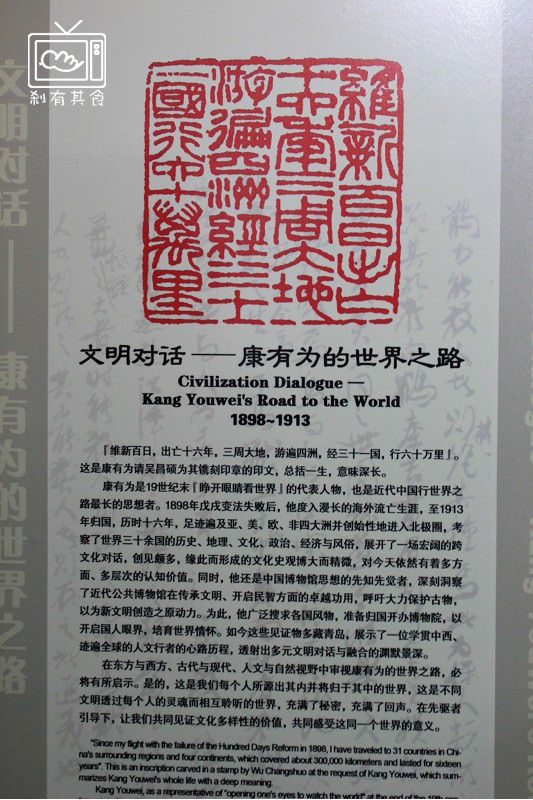 刹有其食
維新百日出亡
十六年三周大地
游遍四洲經三十
一國行六十萬里
文明对话——康有为的世界之路
Civilization Dialogue —
Kang Youwei's Road to the World
1898~1913
『维新百日，出亡十六年，三周大地，游遍四洲，经三十一国，行六十万里』。
这是康有为请吴昌硕为其镌刻印章的印文，总括一生，意味深长。
康有为是19世纪末『睁开眼睛看世界』的代表人物，也是近代中国行世界之
路最长的思想者。1898年戊戌变法失败后，他度入漫长的海外流亡生涯，至1913
年归国，历时十六年，足迹遍及亚、美、欧、非四大洲并创始性地进入北极圈，考
察了世界三十余国的历史、地理、文化、政治、经济与风俗，展开了一场宏阔的跨
文化对话，创见颇多，缘此而形成的文化史观博大而精微，对今天依然有着多方
面、多层次的认知价值。同时，他还是中国博物馆思想的先知先觉者，深刻洞察
了近代公共博物馆在传承文明、开启民智方面的卓越功用，呼吁大力保护古物，
以为新文明创造之原动力。为此，他广泛搜求各国风物，准备归国开办博物院，以
开启国人眼界，培育世界情怀。如今这些见证物多藏青岛，展示了一位学贯中西、
迹遍全球的人文行者的心路历程，透射出多元文明对话与融合的渊默景深。
在东方与西方、古代与现代、人文与自然视野中审视康有为的世界之路，必
将有所启示。是的，这是我们每个人所源出其内并将归于其中的世界，这是不同
文明透过每个人的灵魂而相互聆听的世界，充满了秘密，充满了回声。在先驱者
引导下，让我们共同见证文化多样性的价值，共同感受这同一个世界的意义。
"Since my flight with the failure of the Hundred Days Reform in 1898, I have traveled to 31 countries in Chi-
na's surrounding regions and four continents, which covered about 300,000 kilometers and lasted for sixteen
years". This is an inscription carved in a stamp by Wu Changshuo at the request of Kang Youwei, which sum-
marizes Kang Youwei's whole life with a deep meaning.
Kang Youwei, as a representative of "opening one's eyes to watch the world" at the end of the 19th cen-
文明对话——康有为的世界之路